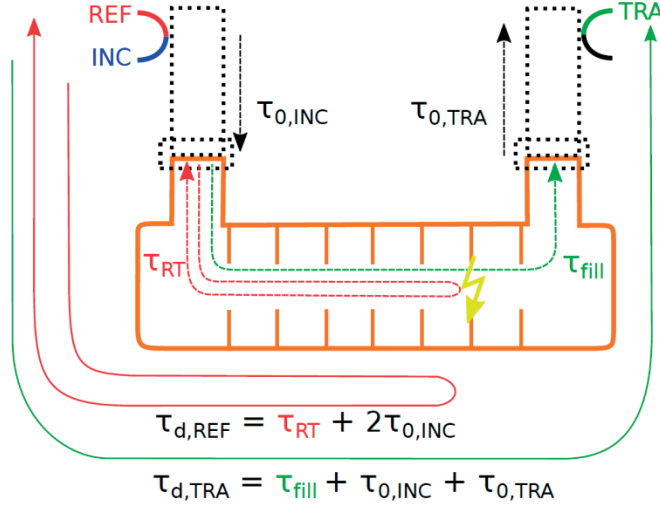 REF
TRA
INC
τ0,INC
τ0,TRA
τRT
τfill
τd,REF = τRT + 2τ0,INC
τd,TRA = τfill + τ0,INC + τ0,TRA